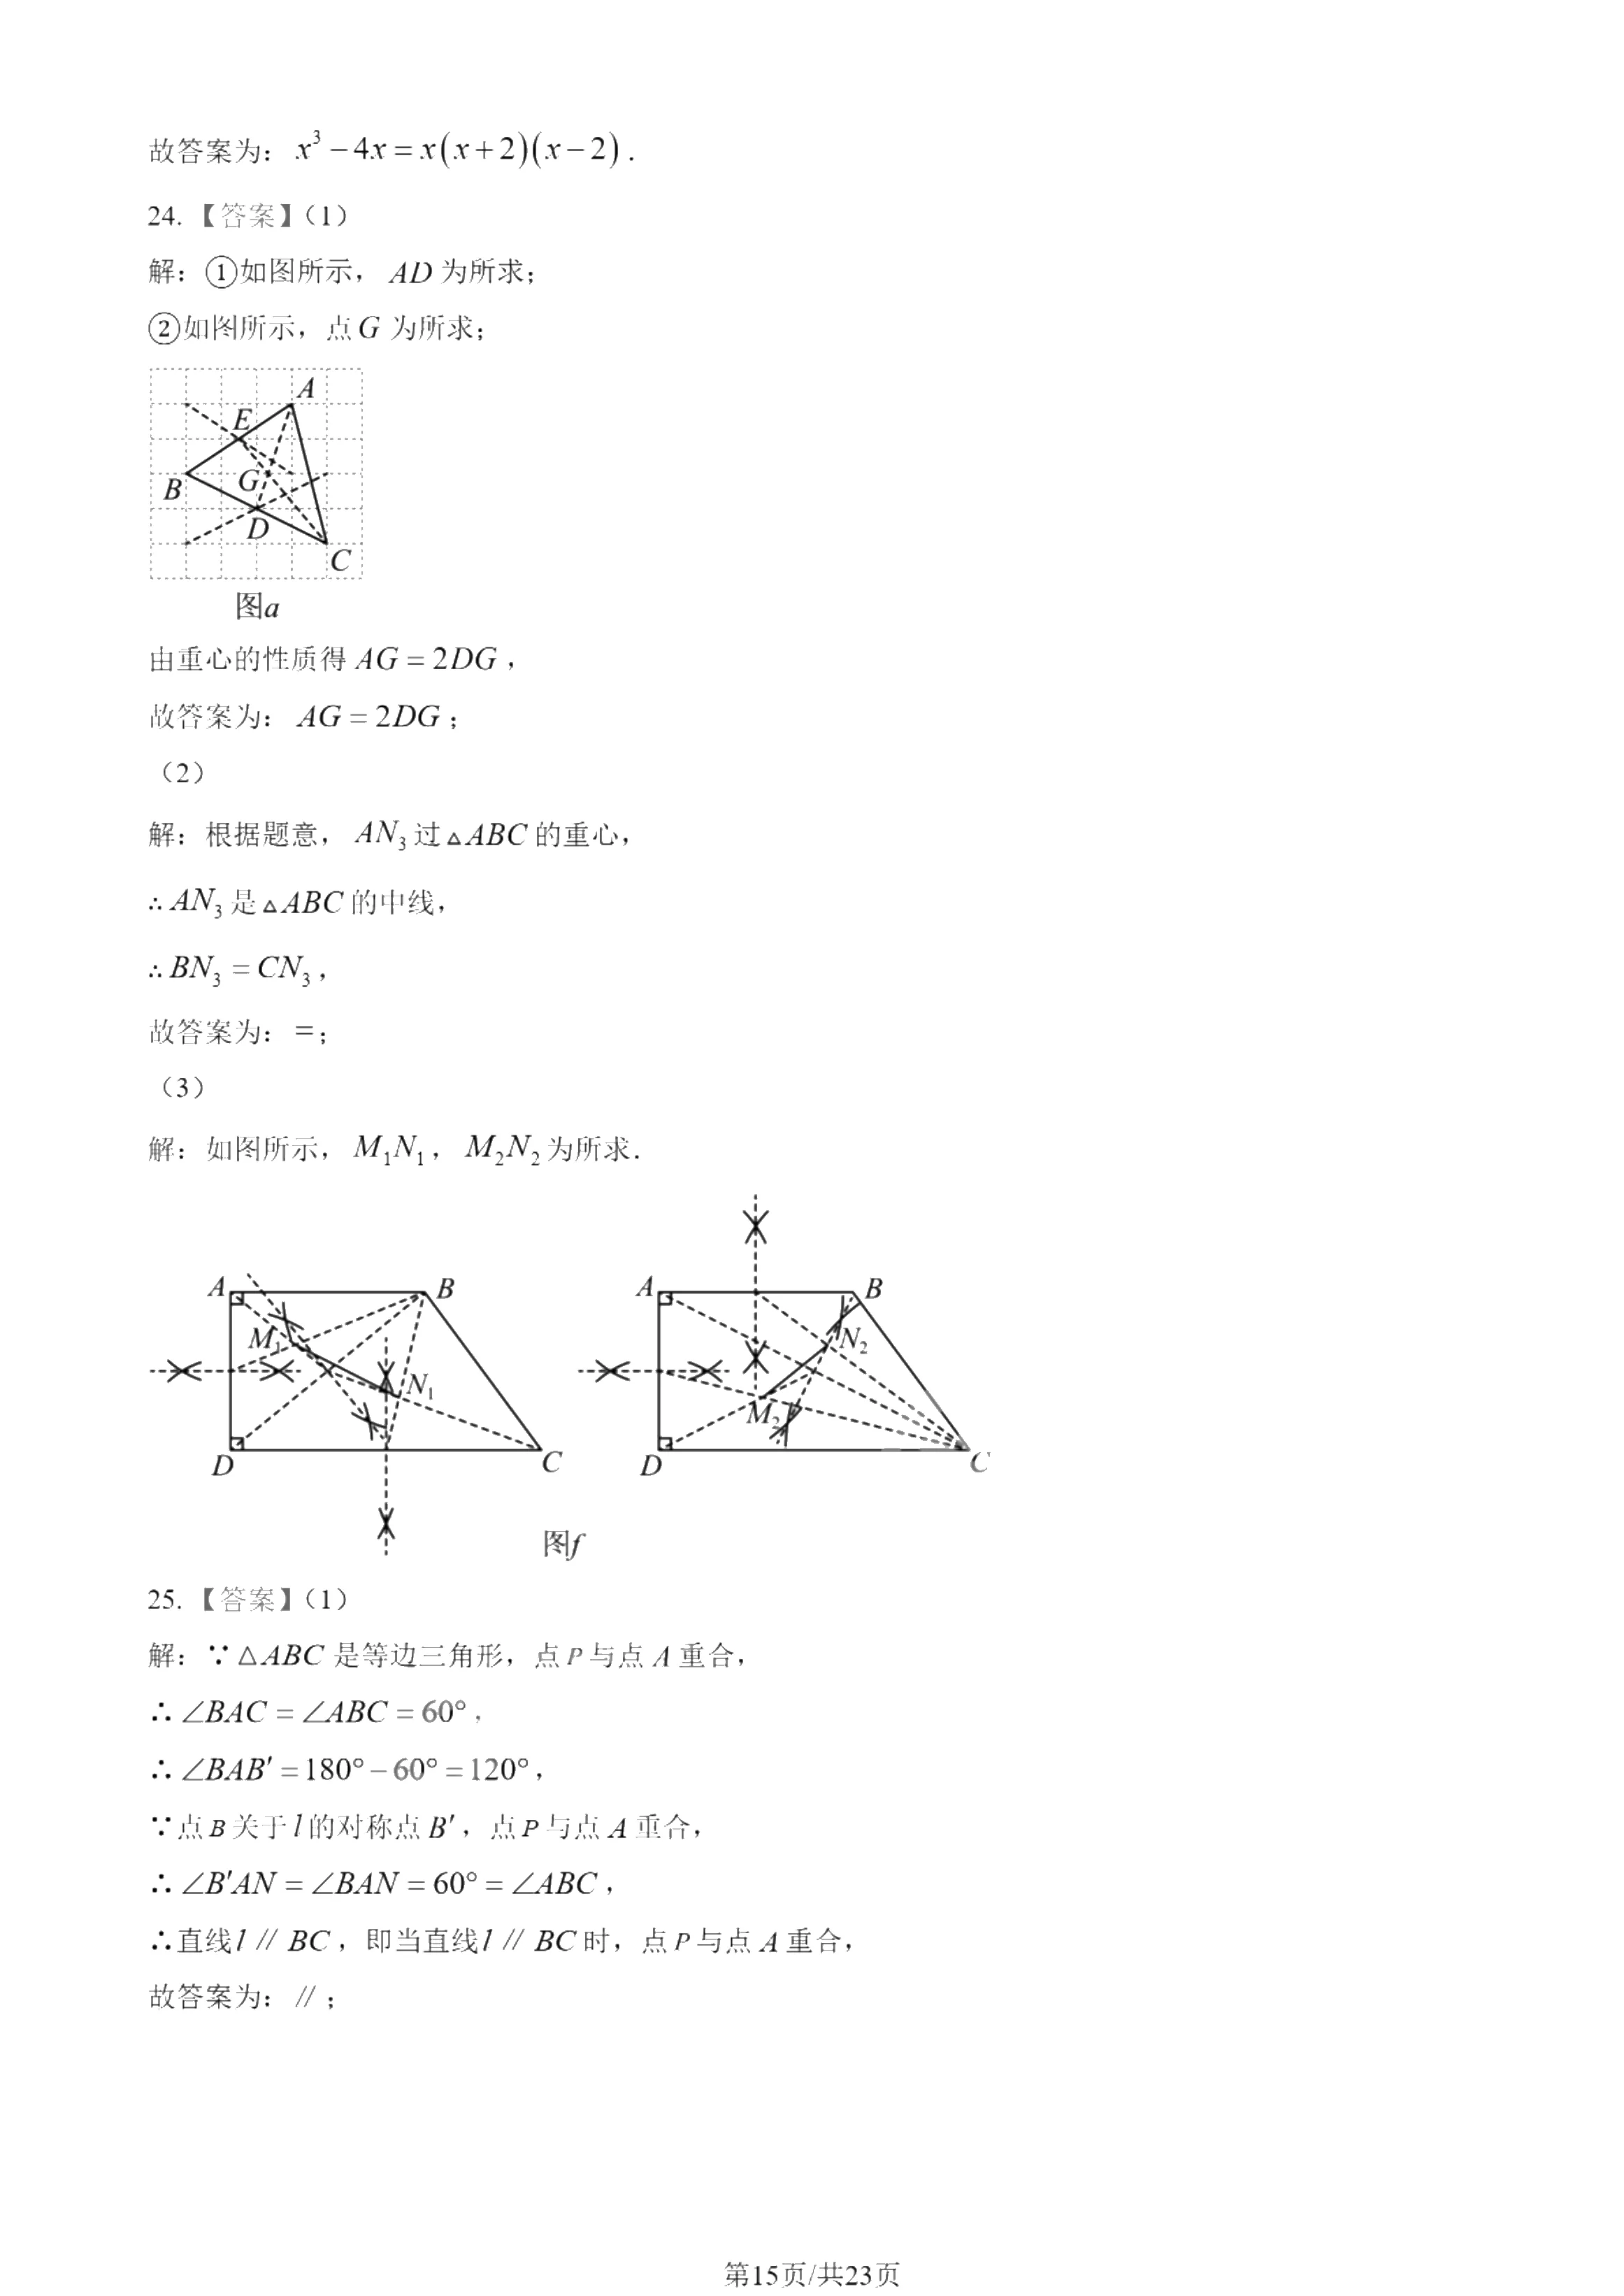 故答案为：x³−4x=x(x+2)(x−2)．
24. 【答案】（1）
解：①如图所示， AD 为所求；
②如图所示，点 G 为所求；
A
E
B
G
D
C
图a
由重心的性质得 AG = 2DG ，
故答案为： AG = 2DG ；
（2）
解：根据题意， AN₃ 过 △ABC 的重心，
∴ AN₃ 是 △ABC 的中线，
∴ BN₃ = CN₃ ，
故答案为：=；
（3）
解：如图所示， M₁N₁ ， M₂N₂ 为所求．
A B A B
M₁ N₂
N₁ M₂
D C D C
图f
25. 【答案】（1）
解：∵ △ABC 是等边三角形，点 P 与点 A 重合，
∴ ∠BAC = ∠ABC = 60° ，
∴ ∠BAB′ = 180° − 60° = 120° ，
∵点 B 关于 l 的对称点 B′ ，点 P 与点 A 重合，
∴ ∠B′AN = ∠BAN = 60° = ∠ABC ，
∴直线 l // BC ，即当直线 l // BC 时，点 P 与点 A 重合，
故答案为： // ；
第15页/共23页